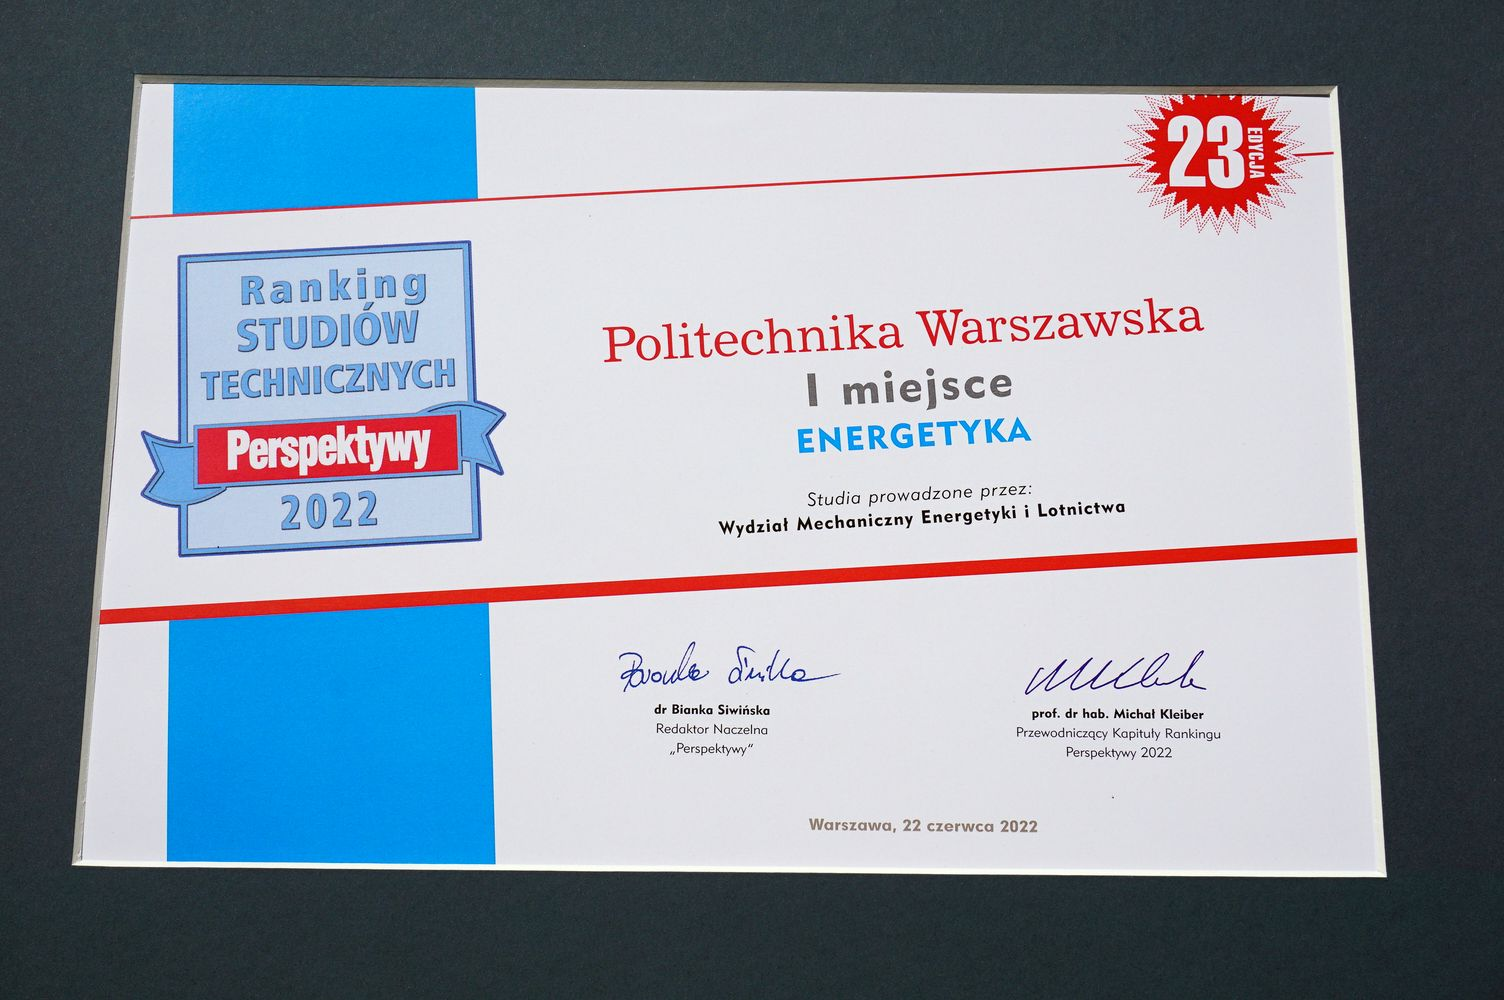 23
EDYCJA
Ranking
STUDIÓW
TECHNICZNYCH
Perspektywy
2022
Politechnika Warszawska
I miejsce
ENERGETYKA
Studia prowadzone przez:
Wydział Mechaniczny Energetyki i Lotnictwa
dr Bianka Siwińska
Redaktor Naczelna
„Perspektywy”
prof. dr hab. Michał Kleiber
Przewodniczący Kapituły Rankingu
Perspektywy 2022
Warszawa, 22 czerwca 2022